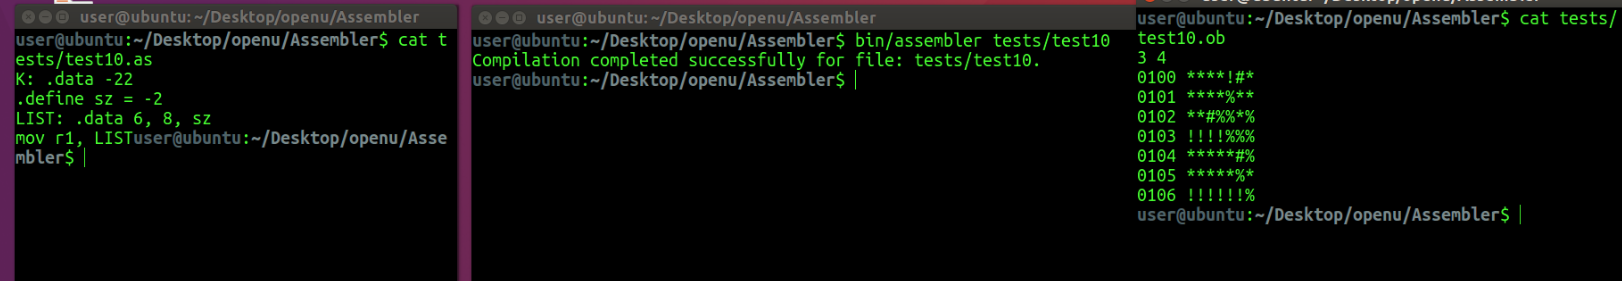 user@ubuntu: ~/Desktop/openu/Assembler
user@ubuntu:~/Desktop/openu/Assembler$ cat t
ests/test10.as
K: .data -22
.define sz = -2
LIST: .data 6, 8, sz
mov r1, LISTuser@ubuntu:~/Desktop/openu/Asse
mbler$
user@ubuntu: ~/Desktop/openu/Assembler
user@ubuntu:~/Desktop/openu/Assembler$ bin/assembler tests/test10
Compilation completed successfully for file: tests/test10.
user@ubuntu:~/Desktop/openu/Assembler$
user@ubuntu:~/Desktop/openu/Assembler$ cat tests/
test10.ob
3 4
0100 ****!#*
0101 ****%**
0102 **#%%*%
0103 !!!!%%%
0104 *****#%
0105 *****%*
0106 !!!!!!%
user@ubuntu:~/Desktop/openu/Assembler$